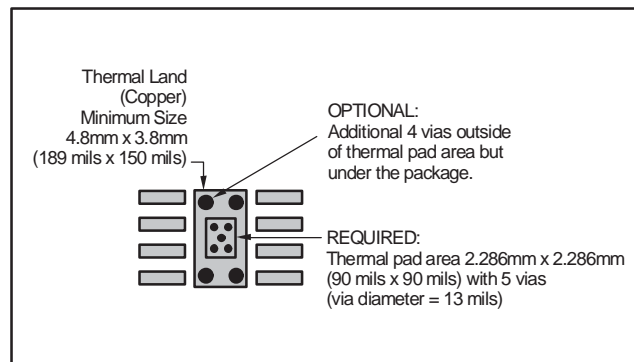 Thermal Land
(Copper)
Minimum Size
4.8mm x 3.8mm
(189 mils x 150 mils)
OPTIONAL:
Additional 4 vias outside
of thermal pad area but
under the package.
REQUIRED:
Thermal pad area 2.286mm x 2.286mm
(90 mils x 90 mils) with 5 vias
(via diameter = 13 mils)